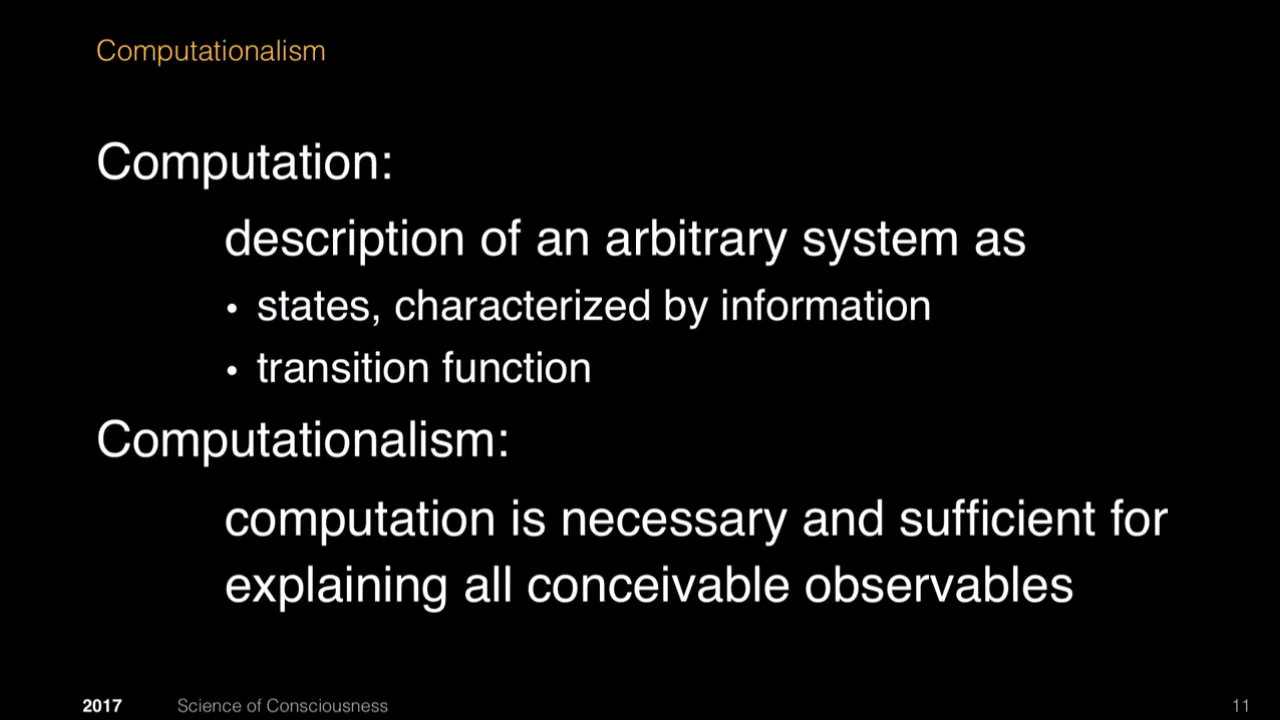 Computationalism
Computation:
description of an arbitrary system as
• states, characterized by information
• transition function
Computationalism:
computation is necessary and sufficient for
explaining all conceivable observables
2017 Science of Consciousness 11